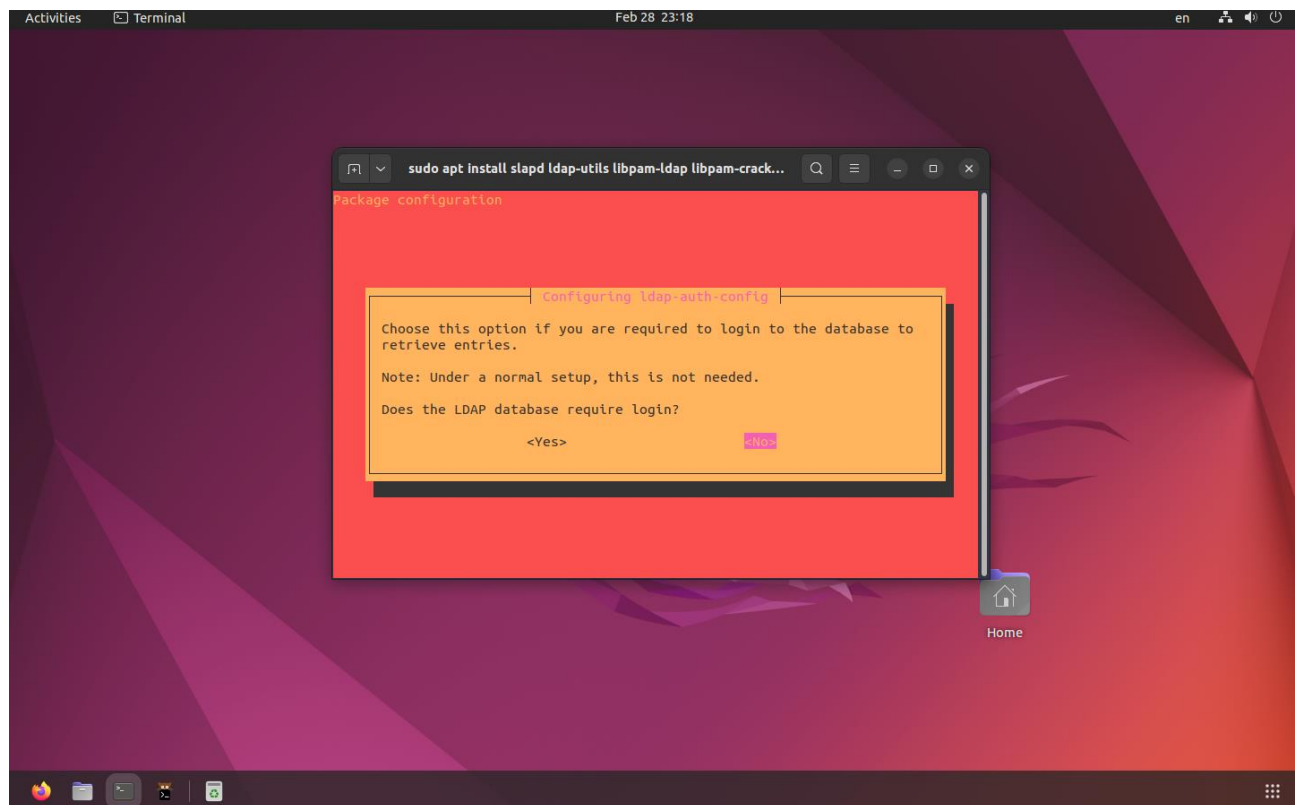 Activities Terminal Feb 28 23:18 en
sudo apt install slapd ldap-utils libpam-ldap libpam-crack...
Package configuration
Configuring ldap-auth-config
Choose this option if you are required to login to the database to
retrieve entries.
Note: Under a normal setup, this is not needed.
Does the LDAP database require login?
<Yes> <No>
Home